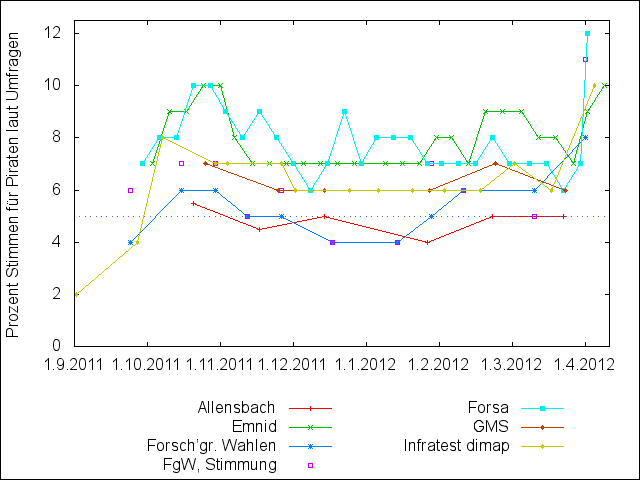 Prozent Stimmen für Piraten laut Umfragen
12
10
8
6
4
2
0
1.9.2011 1.10.2011 1.11.2011 1.12.2011 1.1.2012 1.2.2012 1.3.2012 1.4.2012
Allensbach Forsa
Emnid GMS
Forsch'gr. Wahlen Infratest dimap
FgW, Stimmung